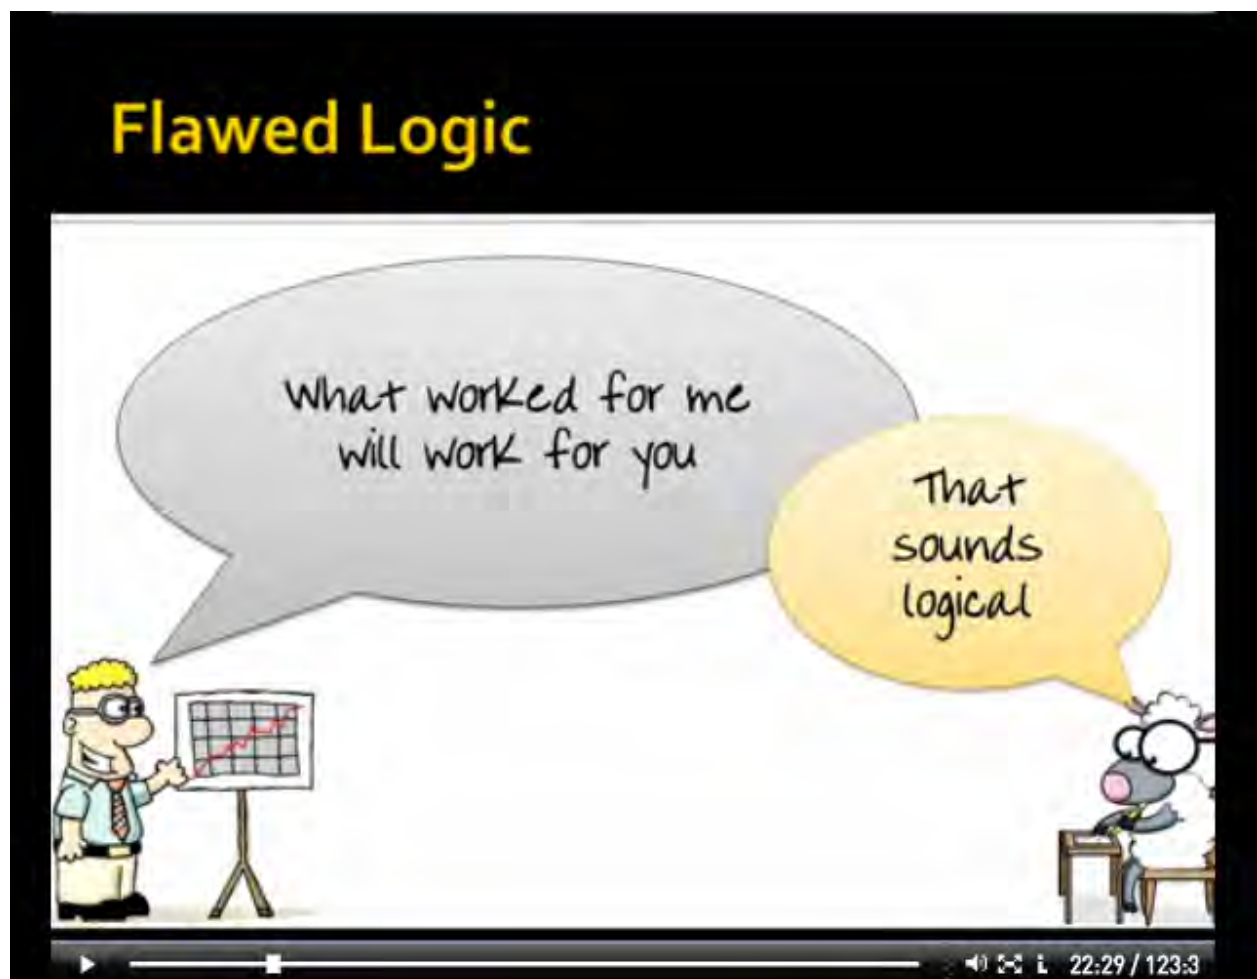 Flawed Logic
What worked for me
will work for you
That
sounds
logical
22:29 / 123:3